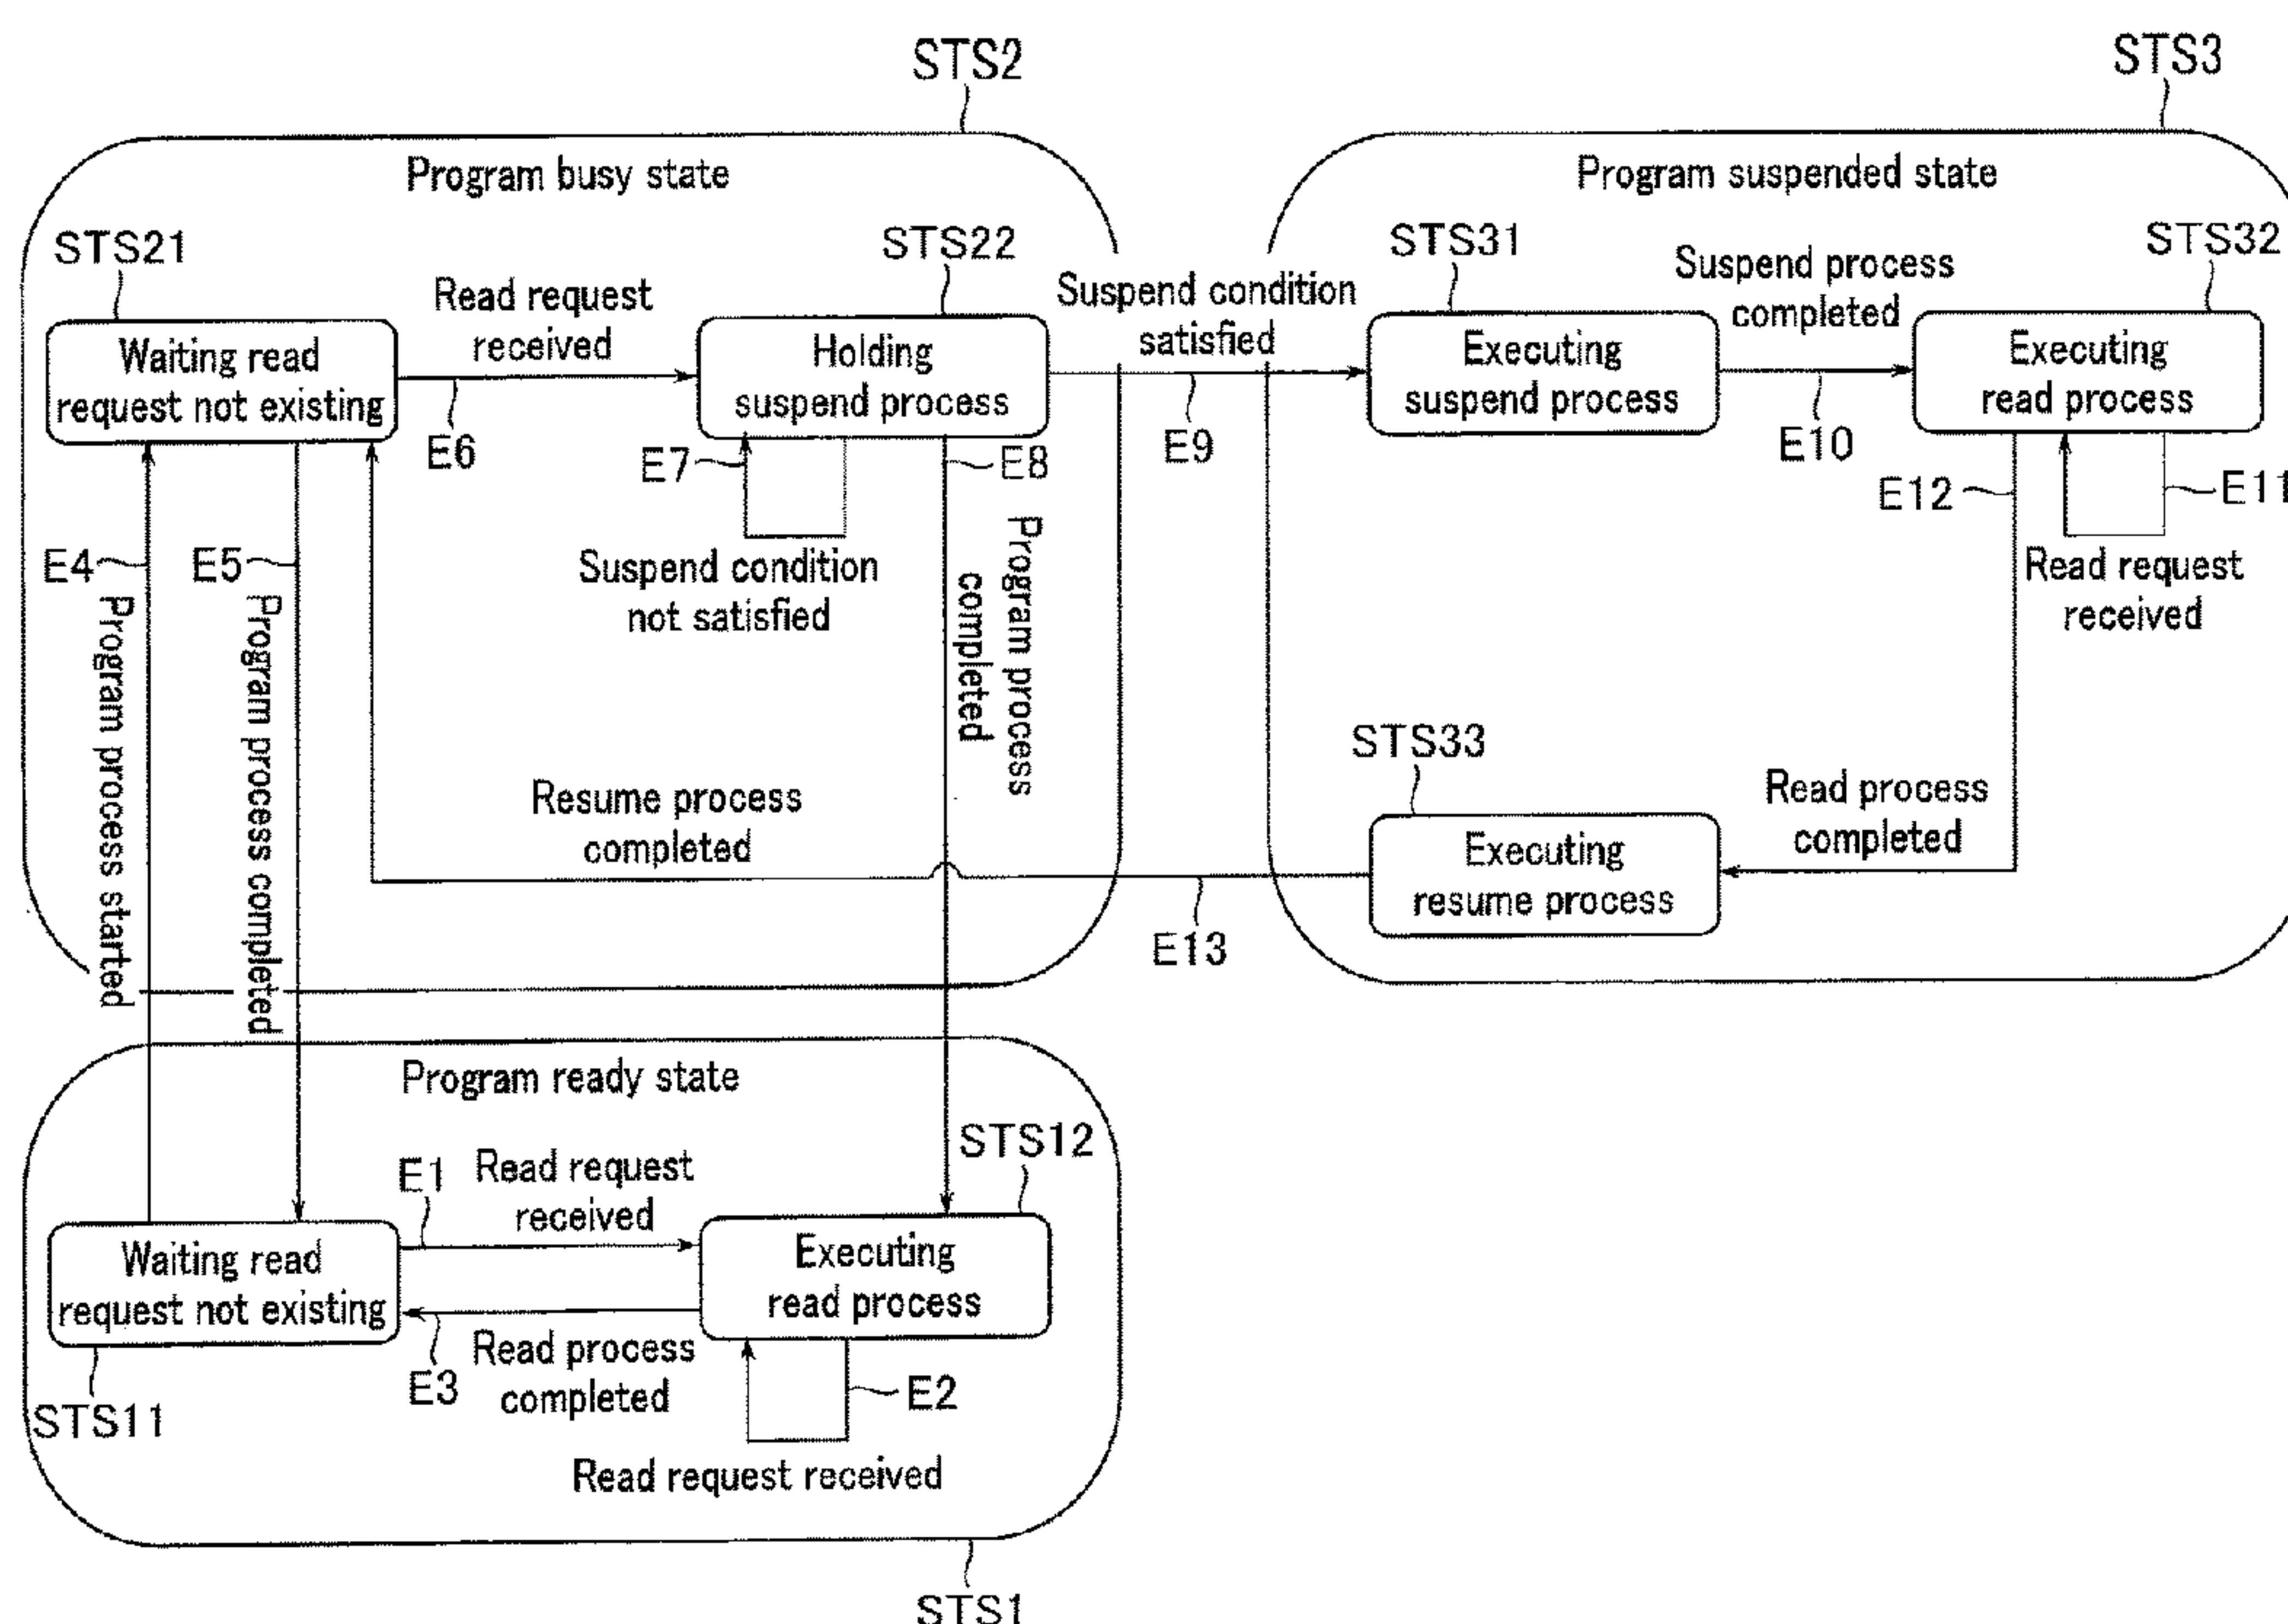 STS2
STS3
Program busy state
Program suspended state
STS21
STS22
STS31
STS32
Read request
received
Suspend condition
satisfied
Suspend process
completed
Waiting read
request not existing
Holding
suspend process
Executing
suspend process
Executing
read process
E6
E7
E8
E9
E10
E12
E11
E4
E5
Suspend condition
not satisfied
Program process
completed
Read request
received
Program process started
Program process completed
STS33
Resume process
completed
Read process
completed
Executing
resume process
E13
Program ready state
STS12
E1
Read request
received
Waiting read
request not existing
Executing
read process
E3
Read process
completed
E2
STS11
Read request received
STS1